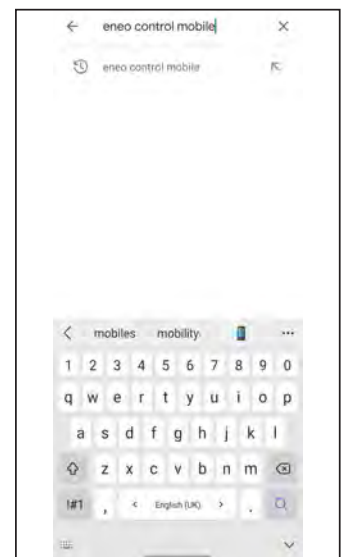 eneo control mobile
eneo control mobile
mobiles mobility
1 2 3 4 5 6 7 8 9 0
q w e r t y u i o p
a s d f g h j k l
z x c v b n m
!#1 , < English (UK) > .